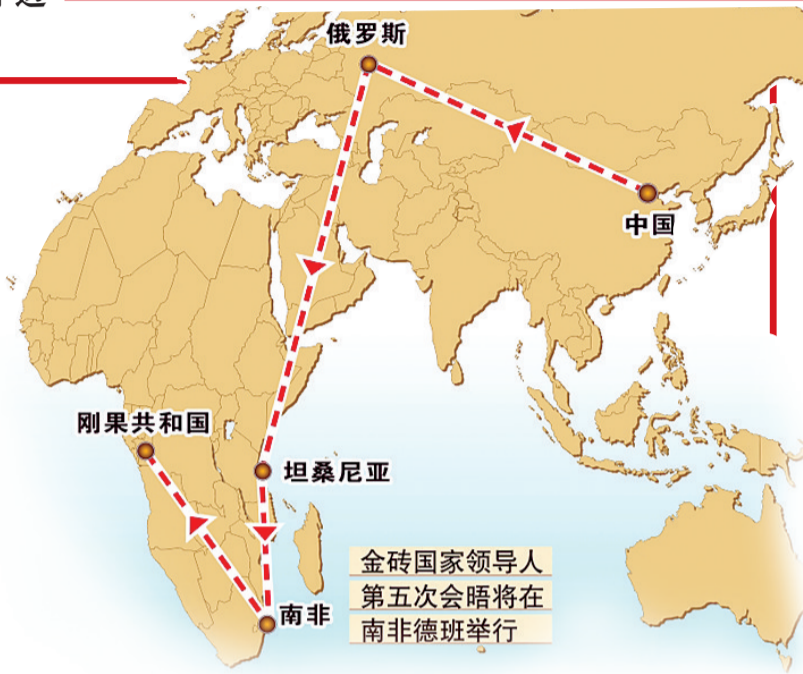 俄罗斯
中国
刚果共和国
坦桑尼亚
南非
金砖国家领导人
第五次会晤将在
南非德班举行